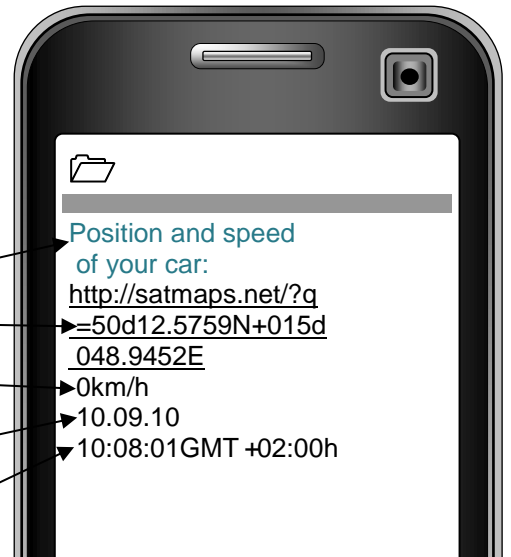 Position and speed
of your car:
http://satmaps.net/?q
=50d12.5759N+015d
048.9452E
0km/h
10.09.10
10:08:01GMT +02:00h